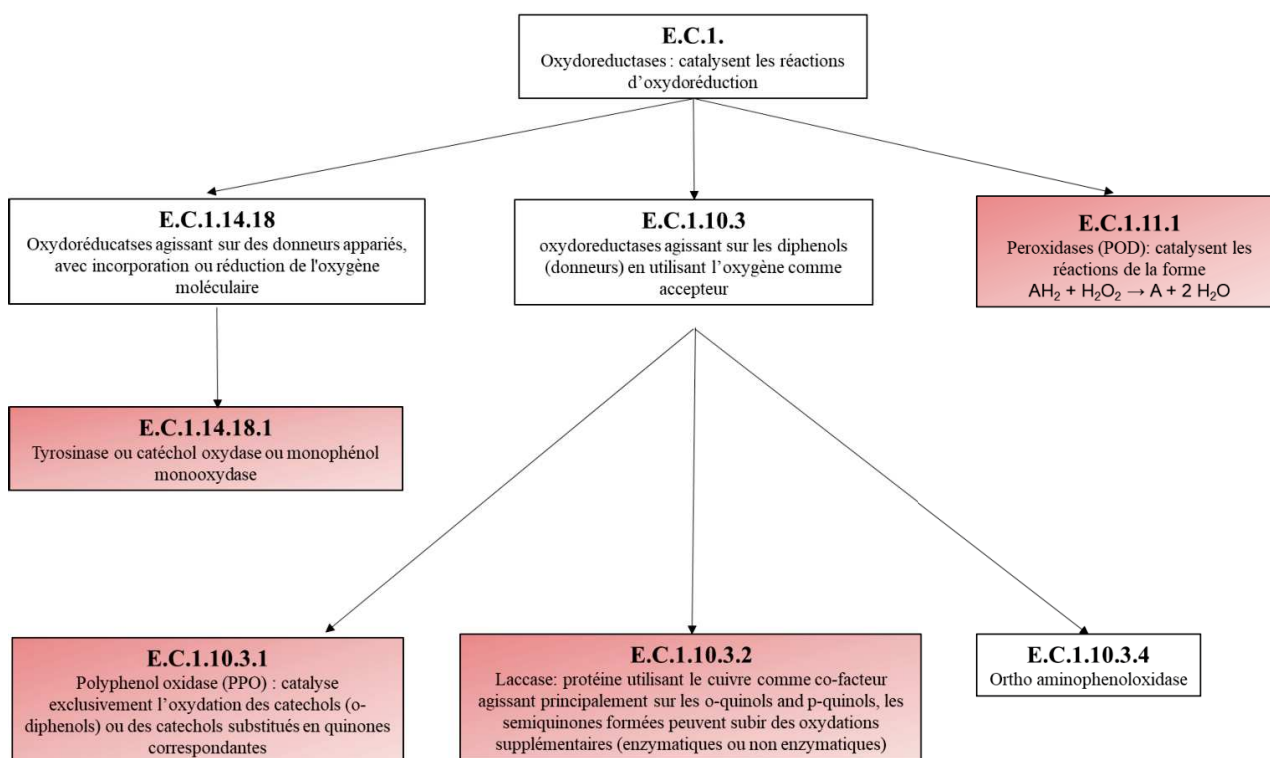 E.C.1.
Oxydoreductases : catalysent les réactions
d’oxydoréduction
E.C.1.14.18
Oxydoréducatses agissant sur des donneurs appariés,
avec incorporation ou réduction de l'oxygène
moléculaire
E.C.1.10.3
oxydoreductases agissant sur les diphenols
(donneurs) en utilisant l’oxygène comme
accepteur
E.C.1.11.1
Peroxidases (POD): catalysent les
réactions de la forme
AH₂ + H₂O₂ → A + 2 H₂O
E.C.1.14.18.1
Tyrosinase ou catéchol oxydase ou monophénol
monooxydase
E.C.1.10.3.1
Polyphenol oxidase (PPO) : catalyse
exclusivement l’oxydation des catechols (o-
diphenols) ou des catechols substitués en quinones
correspondantes
E.C.1.10.3.2
Laccase: protéine utilisant le cuivre comme co-facteur
agissant principalement sur les o-quinols and p-quinols, les
semiquinones formées peuvent subir des oxydations
supplémentaires (enzymatiques ou non enzymatiques)
E.C.1.10.3.4
Ortho aminophenoloxidase